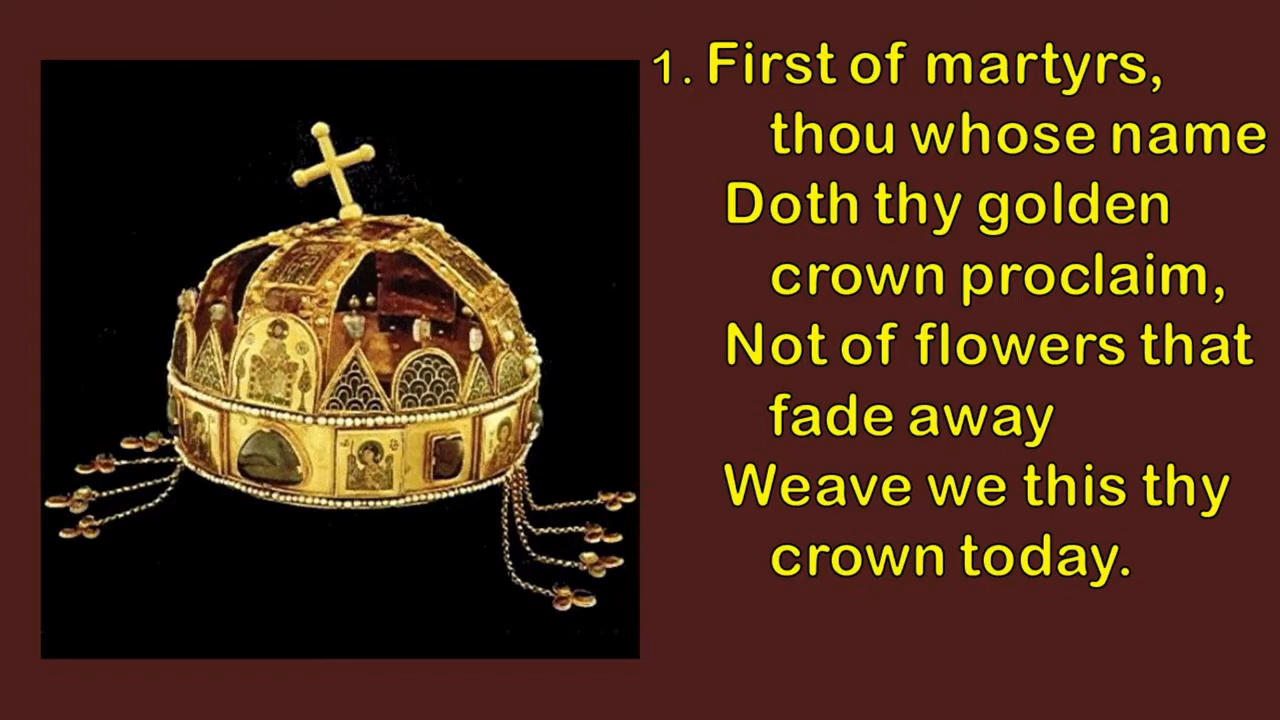 1. First of martyrs,
thou whose name
Doth thy golden
crown proclaim,
Not of flowers that
fade away
Weave we this thy
crown today.